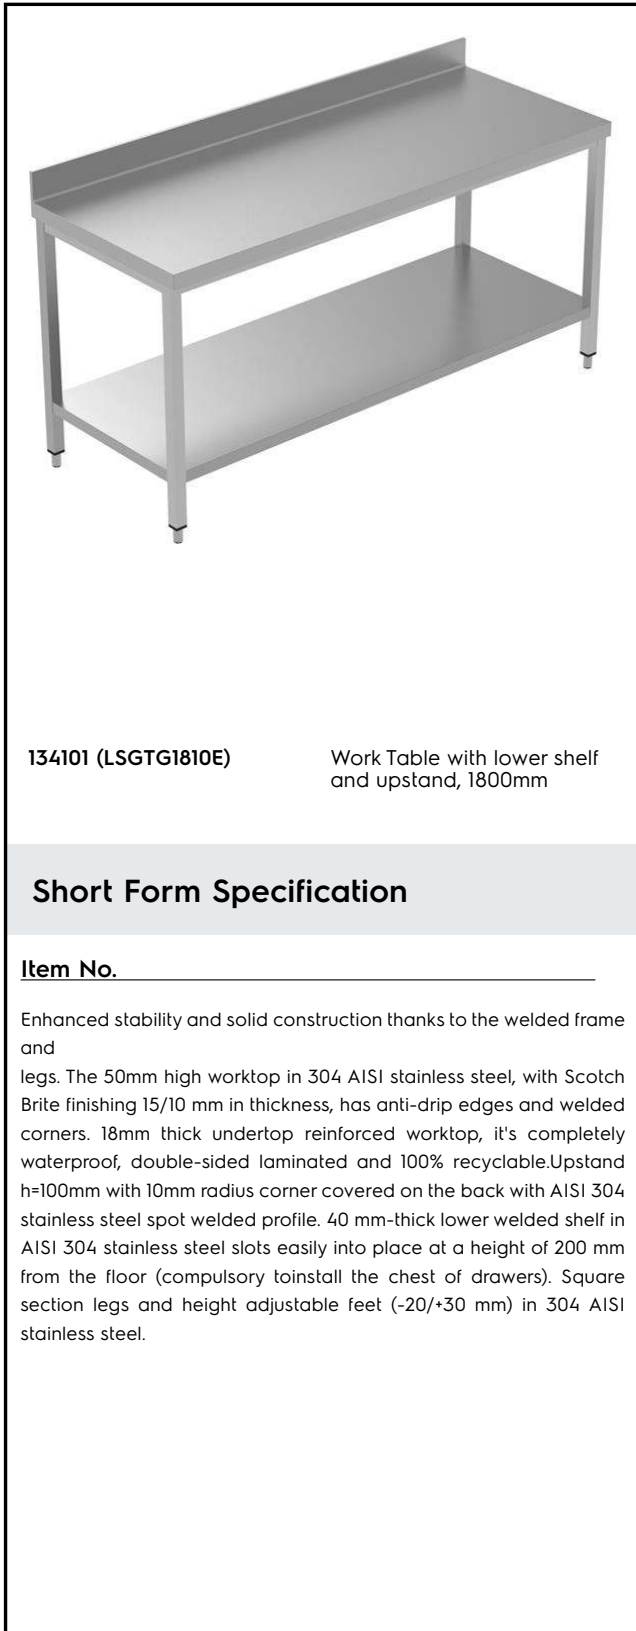 134101 (LSGTG1810E)
Work Table with lower shelf
and upstand, 1800mm
Short Form Specification
Item No.
Enhanced stability and solid construction thanks to the welded frame
and
legs. The 50mm high worktop in 304 AISI stainless steel, with Scotch
Brite finishing 15/10 mm in thickness, has anti-drip edges and welded
corners. 18mm thick undertop reinforced worktop, it's completely
waterproof, double-sided laminated and 100% recyclable.Upstand
h=100mm with 10mm radius corner covered on the back with AISI 304
stainless steel spot welded profile. 40 mm-thick lower welded shelf in
AISI 304 stainless steel slots easily into place at a height of 200 mm
from the floor (compulsory toinstall the chest of drawers). Square
section legs and height adjustable feet (-20/+30 mm) in 304 AISI
stainless steel.